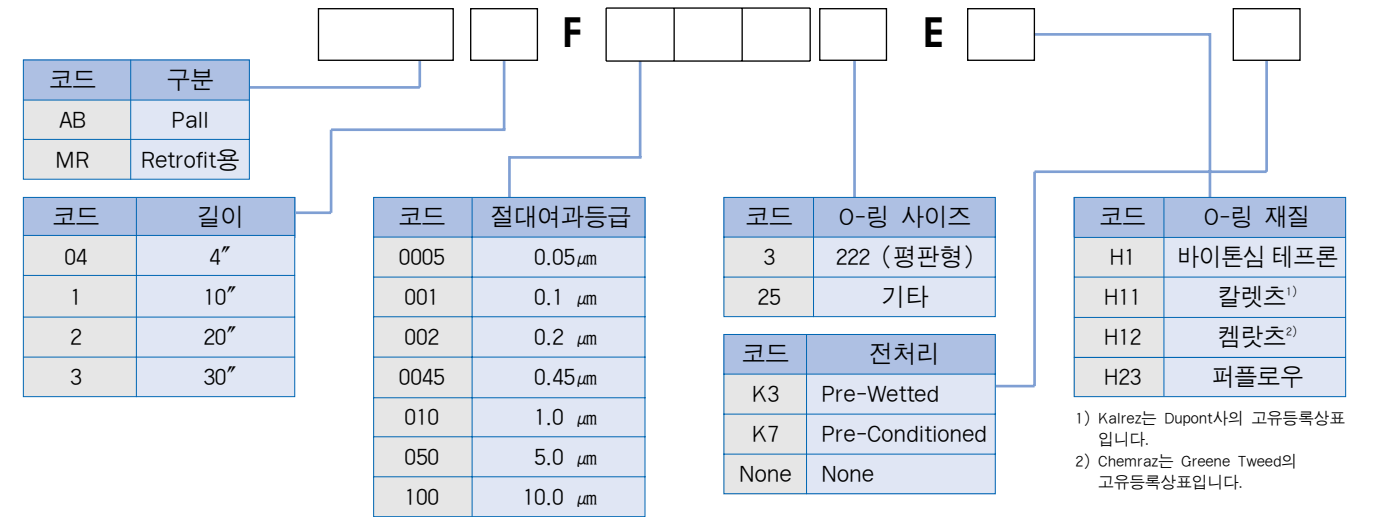 F E
코드 구분
AB Pall
MR Retrofit용
코드 길이
04 4″
1 10″
2 20″
3 30″
코드 절대여과등급
0005 0.05㎛
001 0.1 ㎛
002 0.2 ㎛
0045 0.45㎛
010 1.0 ㎛
050 5.0 ㎛
100 10.0 ㎛
코드 O-링 사이즈
3 222 (평판형)
25 기타
코드 전처리
K3 Pre-Wetted
K7 Pre-Conditioned
None None
코드 O-링 재질
H1 바이톤심 테프론
H11 칼렛츠1)
H12 켐랏츠2)
H23 퍼플로우
1) Kalrez는 Dupont사의 고유등록상표
입니다.
2) Chemraz는 Greene Tweed의
고유등록상표입니다.